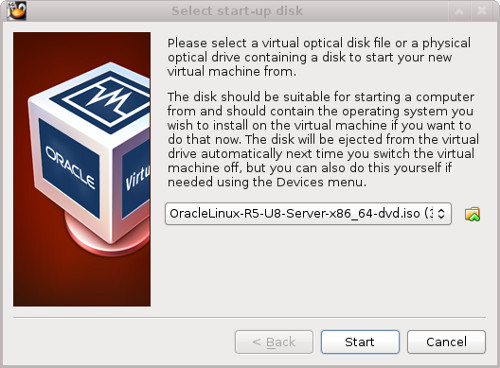 Select start-up disk
Please select a virtual optical disk file or a physical
optical drive containing a disk to start your new
virtual machine from.
The disk should be suitable for starting a computer
from and should contain the operating system you
wish to install on the virtual machine if you want to
do that now. The disk will be ejected from the virtual
drive automatically next time you switch the virtual
machine off, but you can also do this yourself if
needed using the Devices menu.
ORACLE
Virtu
OracleLinux-R5-U8-Server-x86_64-dvd.iso (3
< Back
Start
Cancel